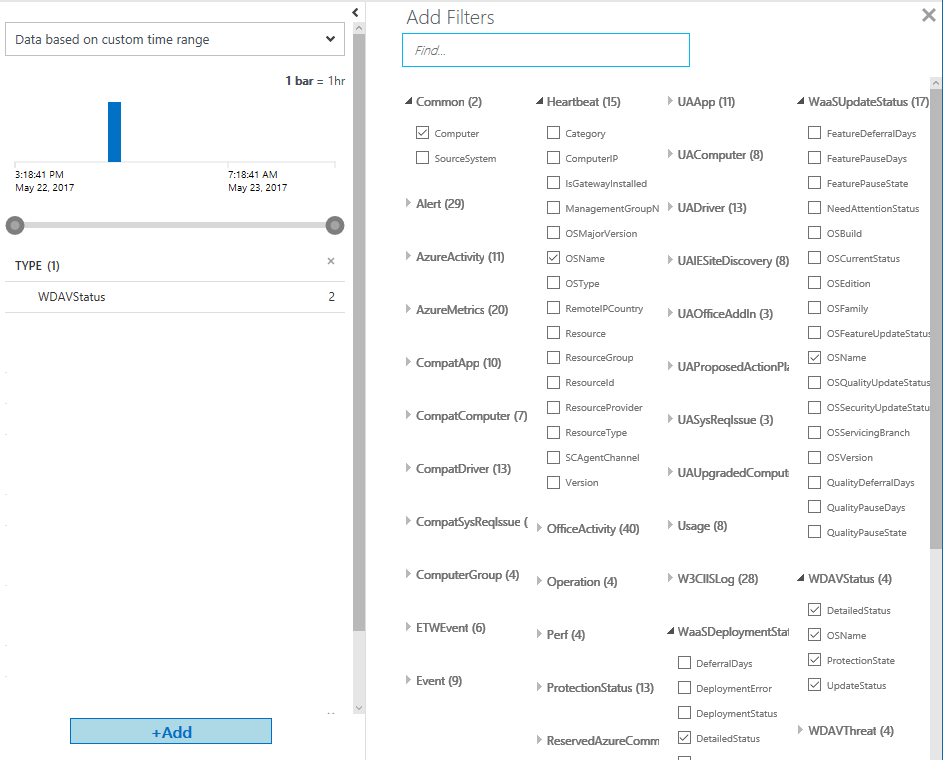 Data based on custom time range
1 bar = 1hr
3:18:41 PM
May 22, 2017
7:18:41 AM
May 23, 2017
TYPE (1)
WDAVStatus
2
+Add
Add Filters
Find...
Common (2)
Computer
SourceSystem
Alert (29)
AzureActivity (11)
AzureMetrics (20)
CompatApp (10)
CompatComputer (7)
CompatDriver (13)
CompatSysReqIssue (
ComputerGroup (4)
ETWEvent (6)
Event (9)
Heartbeat (15)
Category
ComputerIP
IsGatewayInstalled
ManagementGroupN
OSMajorVersion
OSName
OSType
RemoteIPCountry
Resource
ResourceGroup
ResourceId
ResourceProvider
ResourceType
SCAgentChannel
Version
OfficeActivity (40)
Operation (4)
Perf (4)
ProtectionStatus (13)
ReservedAzureComm
UAApp (11)
UAComputer (8)
UADriver (13)
UAIESiteDiscovery (8)
UAOfficeAddIn (3)
UAProposedActionPla
UASysReqIssue (3)
UAUpgradedComput
Usage (8)
W3CIISLog (28)
WaaSDeploymentStat
DeferralDays
DeploymentError
DeploymentStatus
DetailedStatus
WaaSUpdateStatus (17)
FeatureDeferralDays
FeaturePauseDays
FeaturePauseState
NeedAttentionStatus
OSBuild
OSCurrentStatus
OSEdition
OSFamily
OSFeatureUpdateStatus
OSName
OSQualityUpdateStatus
OSSecurityUpdateStatu
OSServicingBranch
OSVersion
QualityDeferralDays
QualityPauseDays
QualityPauseState
WDAVStatus (4)
DetailedStatus
OSName
ProtectionState
UpdateStatus
WDAVThreat (4)